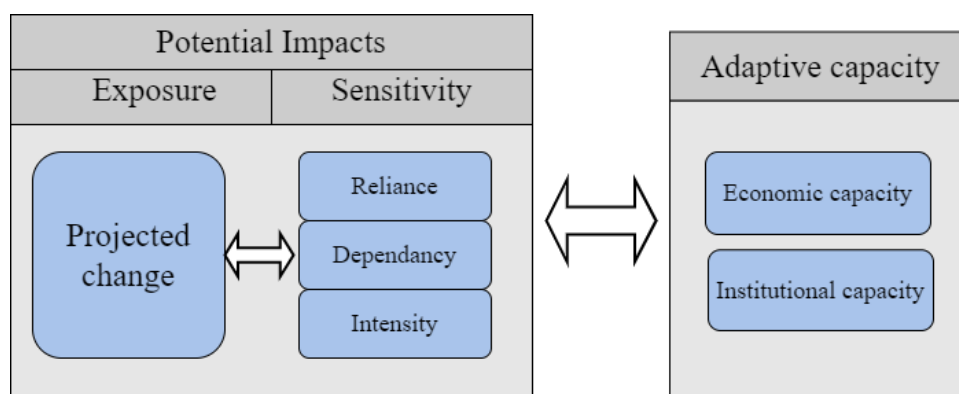 Potential Impacts
Exposure
Sensitivity
Projected
change
Reliance
Dependancy
Intensity
Adaptive capacity
Economic capacity
Institutional capacity